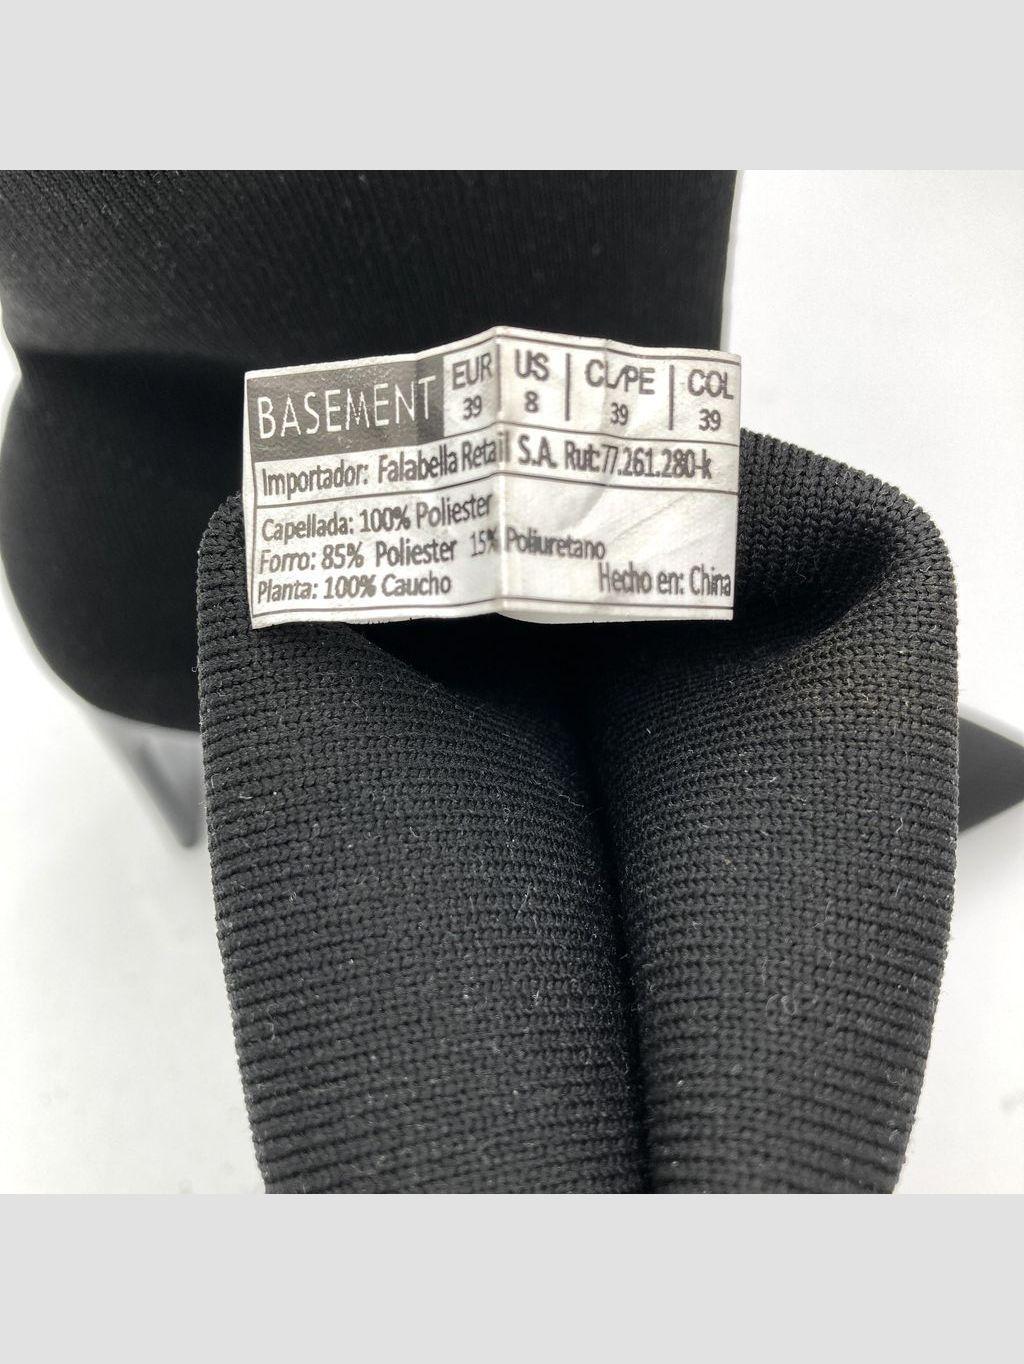 BASEMENT EUR US CL/PE COL
39 8 39 39
Importador: Falabella Retail S.A. Rut:77.261.280-k
Capellada: 100% Poliester
Forro: 85% Poliester 15% Poliuretano
Planta: 100% Caucho Hecho en: China